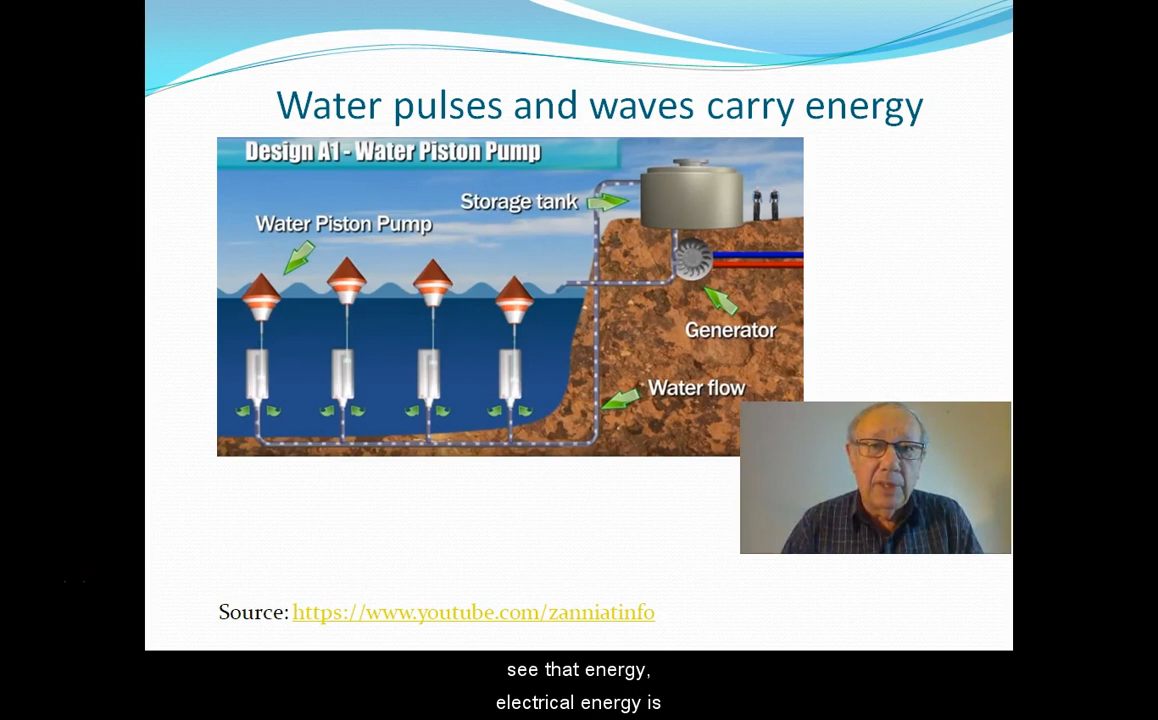 Water pulses and waves carry energy
Design A1 - Water Piston Pump
Storage tank
Water Piston Pump
Generator
Water flow
Source: https://www.youtube.com/zanniatinfo
see that energy,
electrical energy is